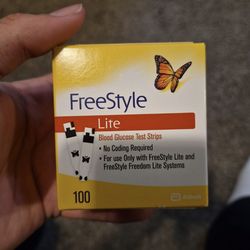 FreeStyle
Lite
Blood Glucose Test Strips
• No Coding Required
• For use Only with FreeStyle Lite and
FreeStyle Freedom Lite Systems
100
Abbott